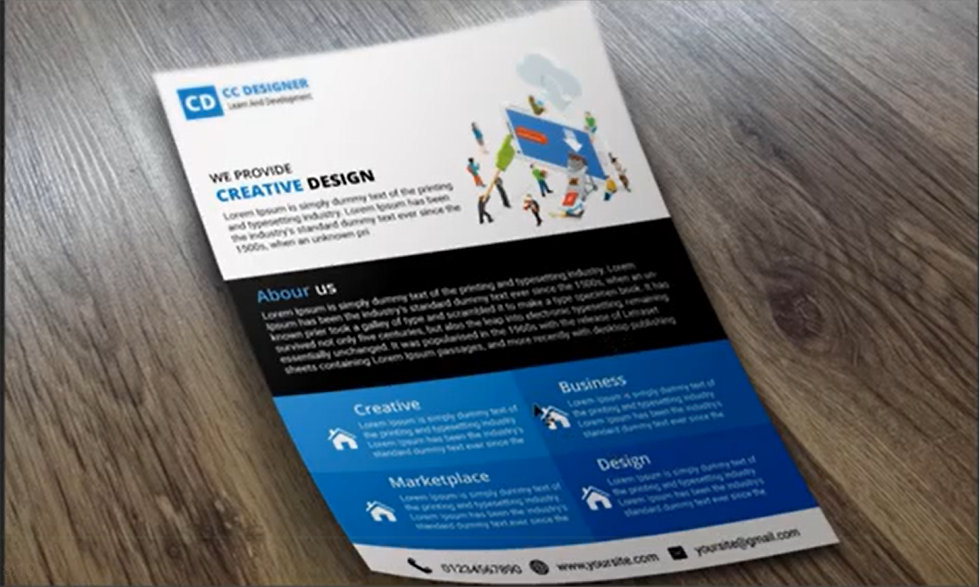 CD
CC DESIGNER
Learn And Development
WE PROVIDE
CREATIVE DESIGN
Lorem Ipsum is simply dummy text of the printing
and typesetting industry. Lorem Ipsum has been
the industry's standard dummy text ever since the
1500s, when an unknown pri
Abour us
Lorem Ipsum is simply dummy text of the printing and typesetting industry. Lorem
Ipsum has been the industry's standard dummy text ever since the 1500s, when an un-
known prier took a galley of type and scrambled it to make a type specimen book. It has
survived not only five centuries, but also the leap into electronic typesetting, remaining
essentially unchanged. It was popularised in the 1960s with the release of Letraset
sheets containing Lorem Ipsum passages, and more recently with desktop publishing
Creative
Lorem Ipsum is simply dummy text of
the printing and typesetting industry
Lorem Ipsum has been the industry's
standard dummy text ever since the
Business
Lorem Ipsum is simply dummy text of
the printing and typesetting industry
Lorem Ipsum has been the industry's
standard dummy text ever since the
Marketplace
Lorem Ipsum is simply dummy text of
the printing and typesetting industry
Lorem Ipsum has been the industry's
standard dummy text ever since the
Design
Lorem Ipsum is simply dummy text of
the printing and typesetting industry
Lorem Ipsum has been the industry's
standard dummy text ever since the
01234567890 www.yoursite.com yoursite@gmail.com